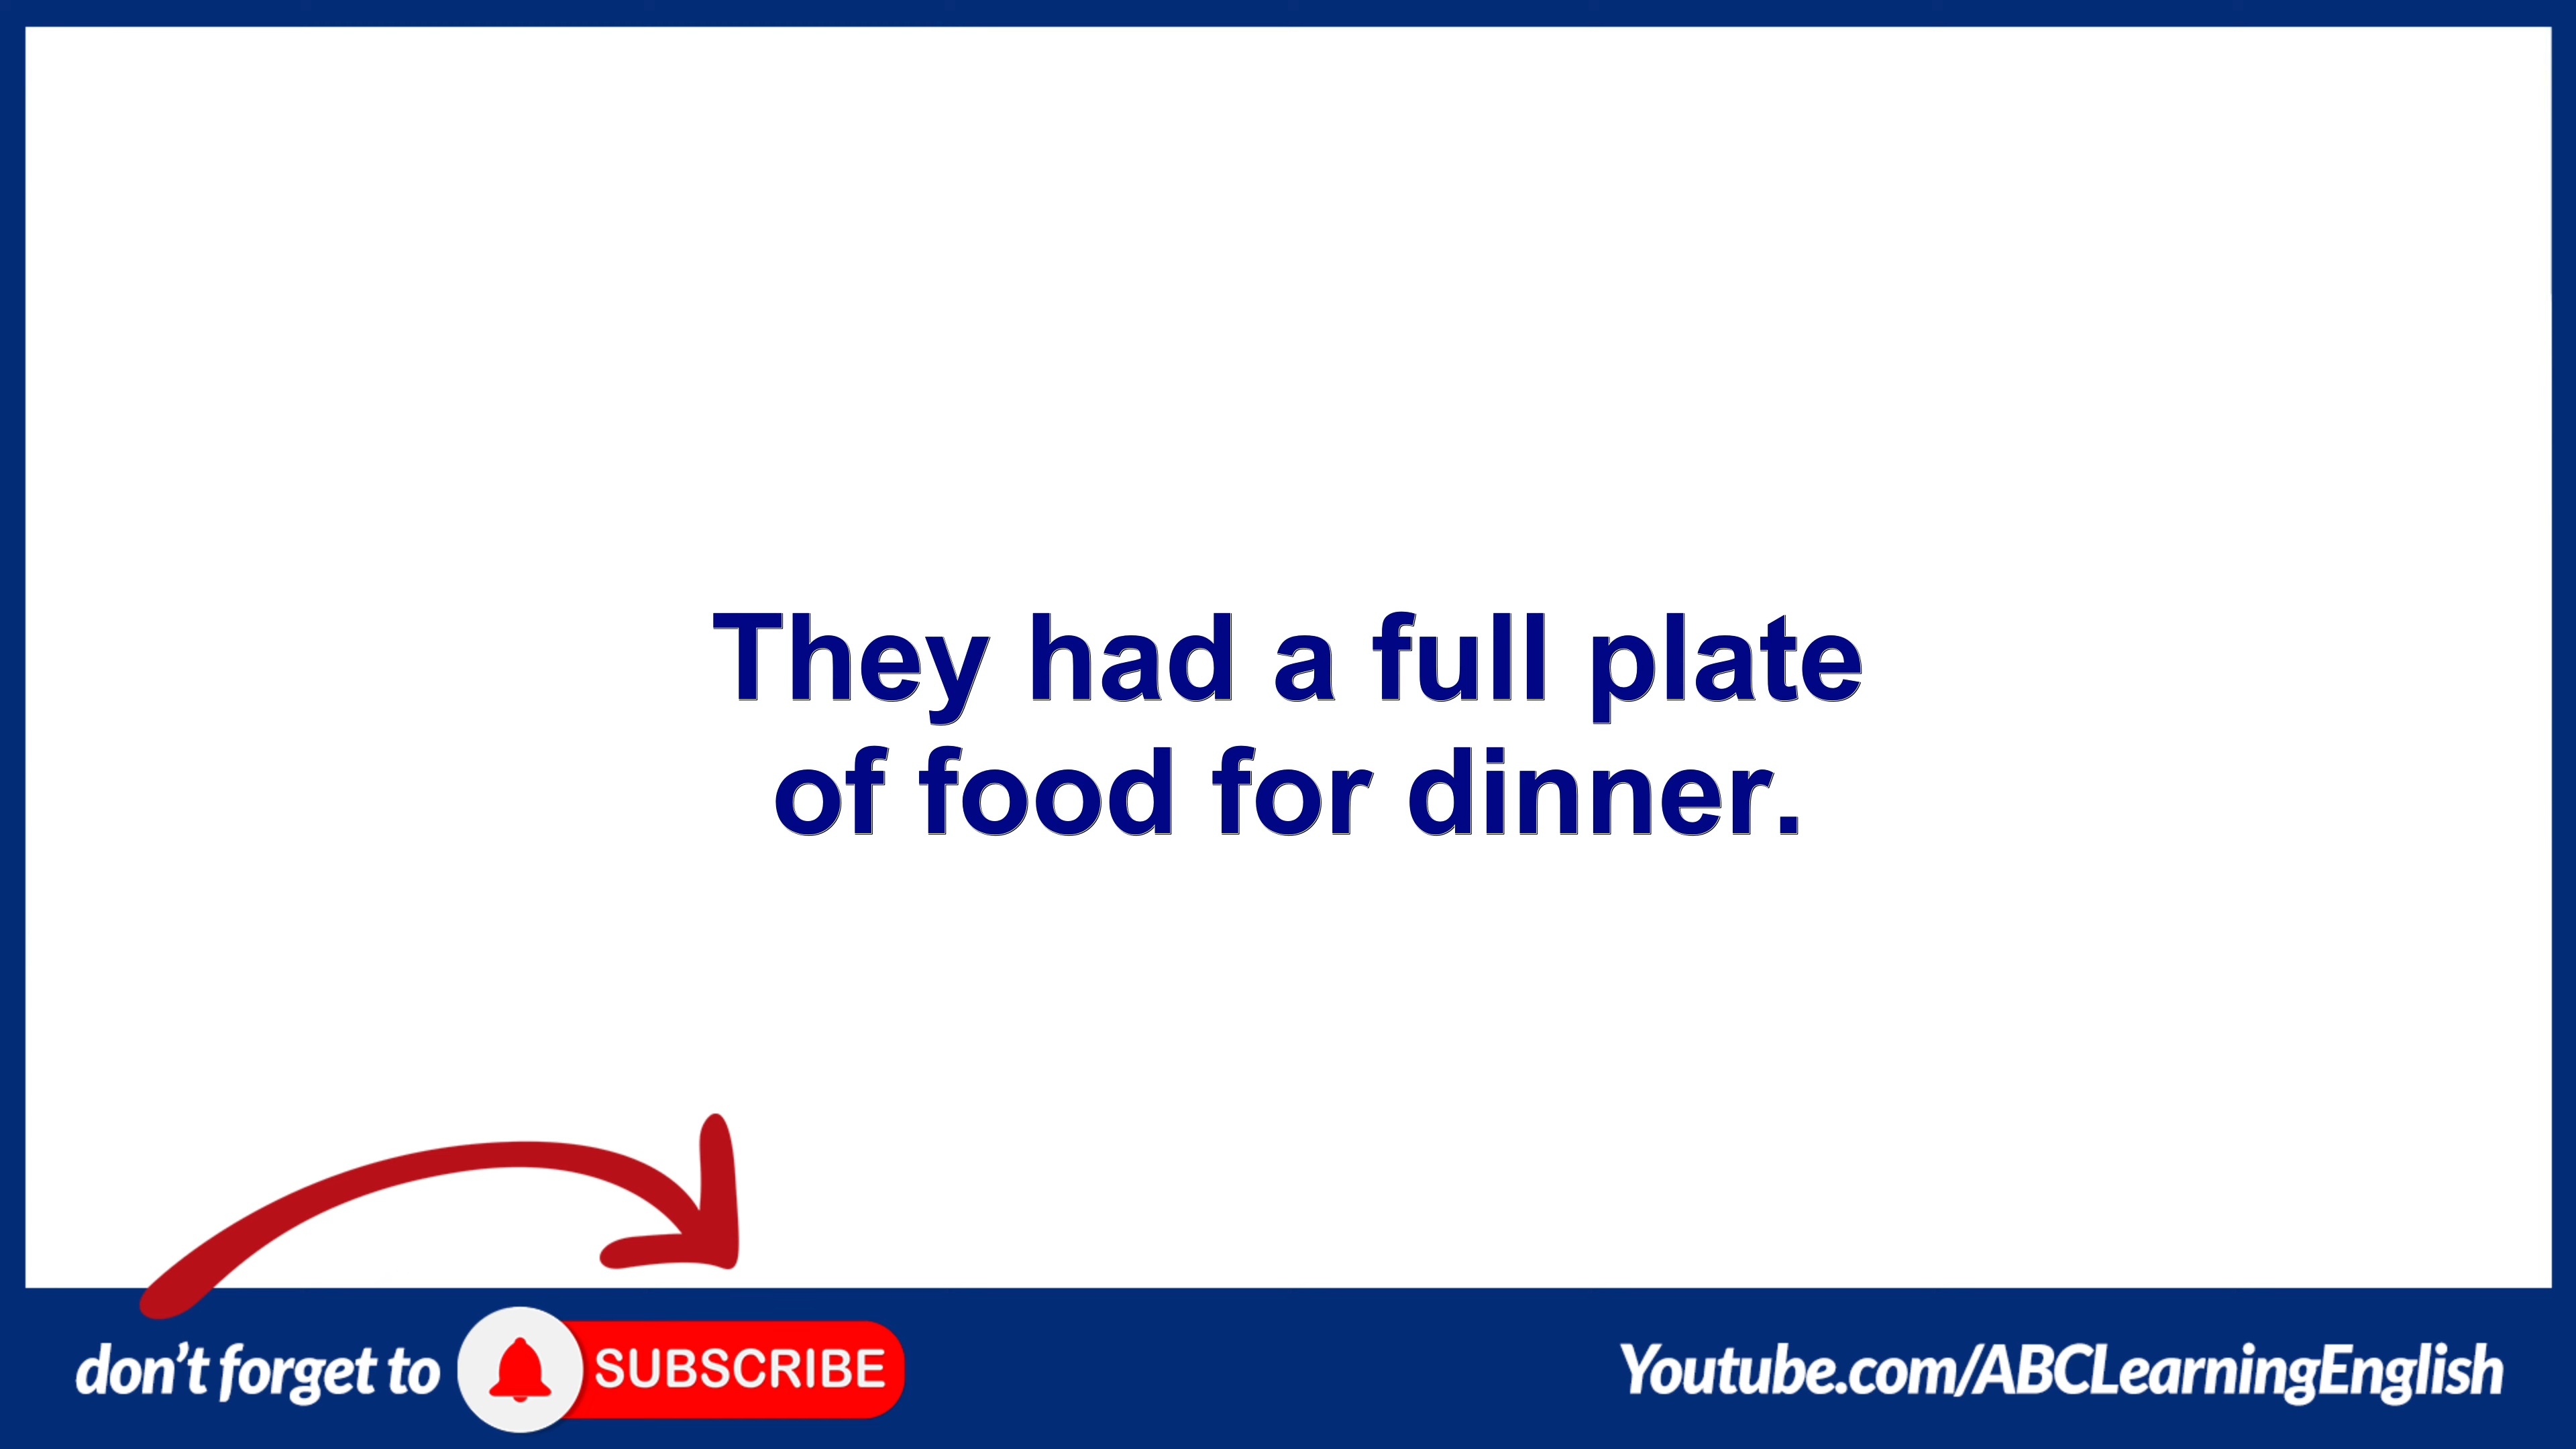 They had a full plate
of food for dinner.
don't forget to SUBSCRIBE
Youtube.com/ABCLearningEnglish